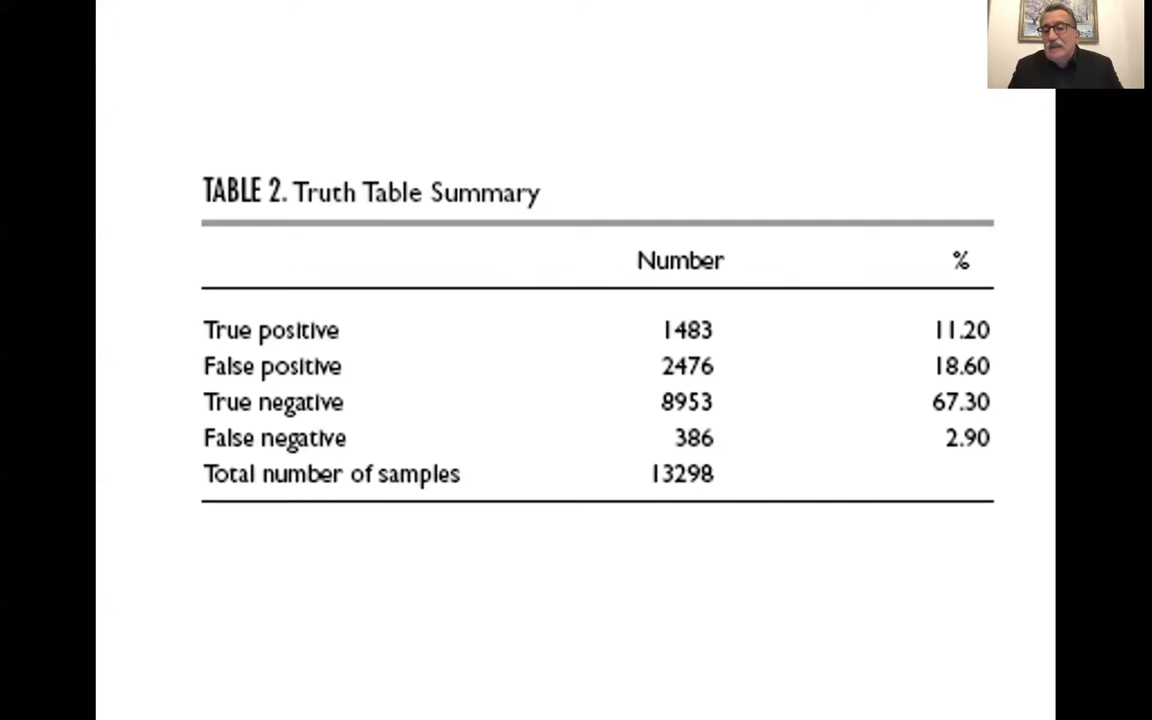 TABLE 2. Truth Table Summary
Number %
True positive 1483 11.20
False positive 2476 18.60
True negative 8953 67.30
False negative 386 2.90
Total number of samples 13298